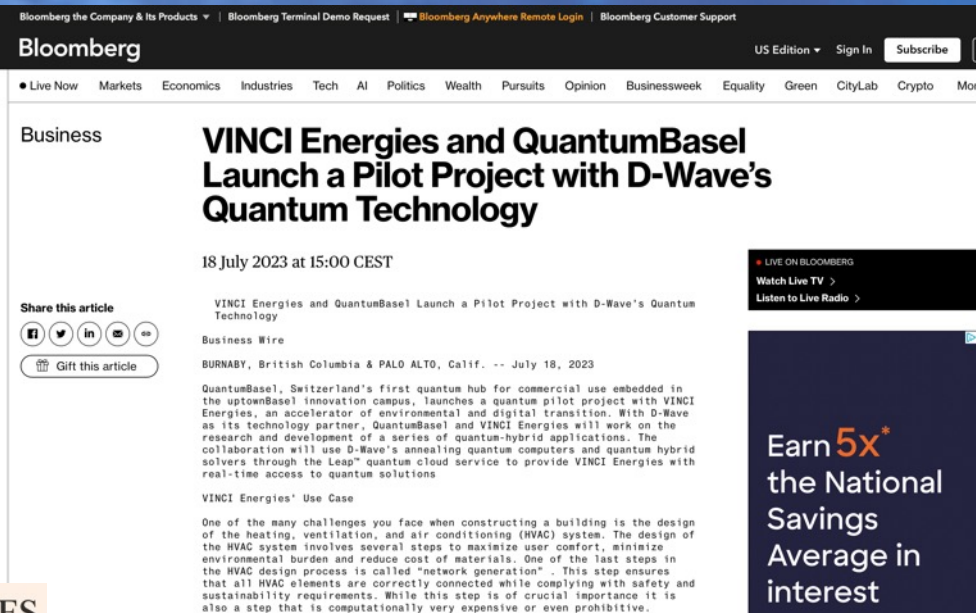 Bloomberg the Company & Its Products ▾ | Bloomberg Terminal Demo Request | Bloomberg Anywhere Remote Login | Bloomberg Customer Support
Bloomberg
US Edition ▾ Sign In Subscribe
• Live Now Markets Economics Industries Tech AI Politics Wealth Pursuits Opinion Businessweek Equality Green CityLab Crypto
Business
VINCI Energies and QuantumBasel
Launch a Pilot Project with D-Wave’s
Quantum Technology
18 July 2023 at 15:00 CEST
Share this article
Gift this article
VINCI Energies and QuantumBasel Launch a Pilot Project with D-Wave's Quantum
Technology
Business Wire
BURNABY, British Columbia & PALO ALTO, Calif. -- July 18, 2023
QuantumBasel, Switzerland's first quantum hub for commercial use embedded in
the uptownBasel innovation campus, launches a quantum pilot project with VINCI
Energies, an accelerator of environmental and digital transition. With D-Wave
as its technology partner, QuantumBasel and VINCI Energies will work on the
research and development of a series of quantum-hybrid applications. The
collaboration will use D-Wave's annealing quantum computers and quantum hybrid
solvers through the Leap™ quantum cloud service to provide VINCI Energies with
real-time access to quantum solutions
VINCI Energies' Use Case
One of the many challenges you face when constructing a building is the design
of the heating, ventilation, and air conditioning (HVAC) system. The design of
the HVAC system involves several steps to maximize user comfort, minimize
environmental burden and reduce cost of materials. One of the last steps in
the HVAC design process is called "network generation" . This step ensures
that all HVAC elements are correctly connected while complying with safety and
sustainability requirements. While this step is of crucial importance it is
also a step that is computationally very expensive or even prohibitive.
• LIVE ON BLOOMBERG
Watch Live TV >
Listen to Live Radio >
Earn 5x*
the National
Savings
Average in
interest